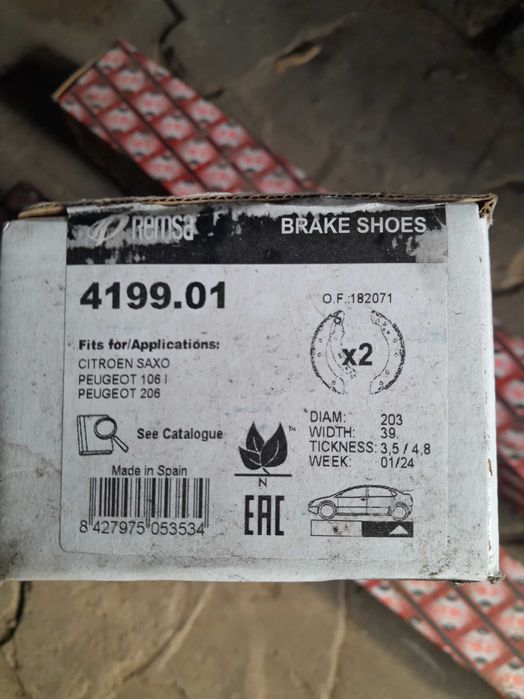 Remsa
BRAKE SHOES
4199.01
O.F.:182071
Fits for/Applications:
CITROEN SAXO
PEUGEOT 106 I
PEUGEOT 206
x2
See Catalogue
TM
N
DIAM: 203
WIDTH: 39
TICKNESS: 3,5 / 4,8
WEEK: 01/24
Made in Spain
8 427975 053534
EAC